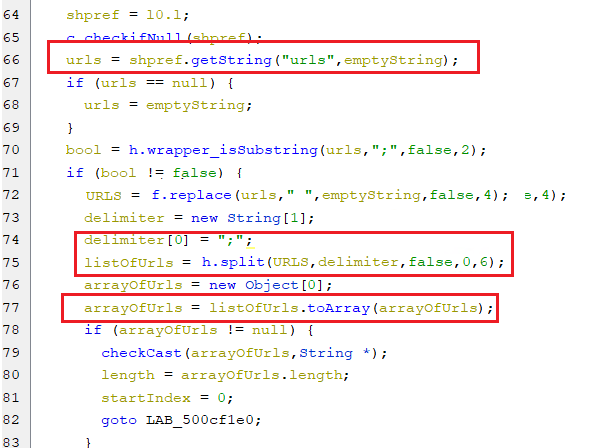 64 shpref = l0.l;
65 c.checkifNull(shpref);
66 urls = shpref.getString("urls",emptyString);
67 if (urls == null) {
68 urls = emptyString;
69 }
70 bool = h.wrapper_isSubstring(urls,";",false,2);
71 if (bool != false) {
72 URLS = f.replace(urls," ",emptyString,false,4); e,4);
73 delimiter = new String[1];
74 delimiter[0] = ";";
75 listOfUrls = h.split(URLS,delimiter,false,0,6);
76 arrayOfUrls = new Object[0];
77 arrayOfUrls = listOfUrls.toArray(arrayOfUrls);
78 if (arrayOfUrls != null) {
79 checkCast(arrayOfUrls,String *);
80 length = arrayOfUrls.length;
81 startIndex = 0;
82 goto LAB_500cf1e0;
83 }